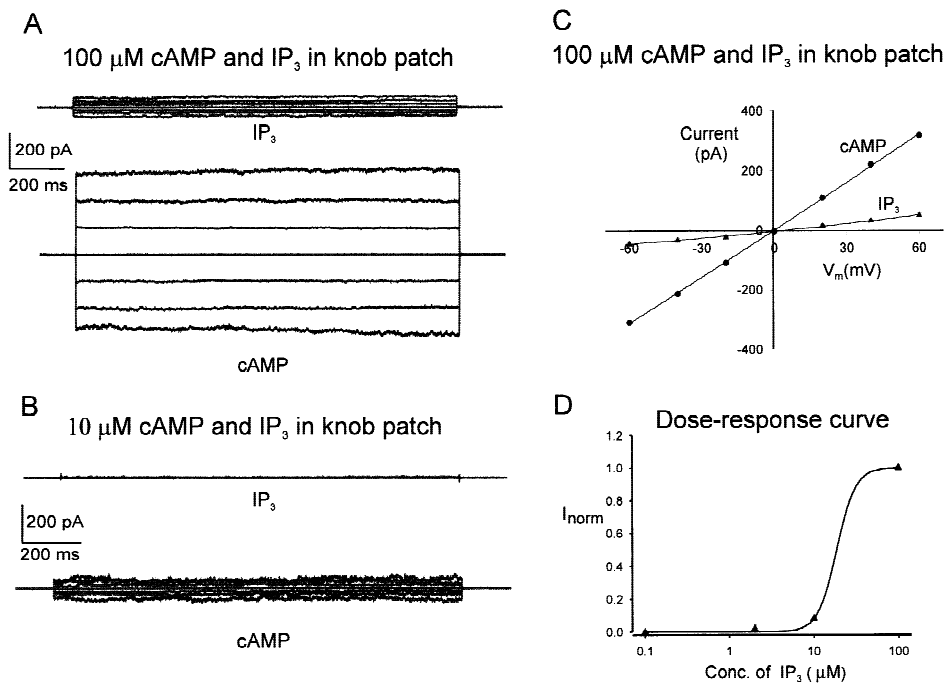 A
100 μM cAMP and IP3 in knob patch
IP3
200 pA
200 ms
cAMP
B
10 μM cAMP and IP3 in knob patch
IP3
200 pA
200 ms
cAMP
C
100 μM cAMP and IP3 in knob patch
400
Current
(pA)
cAMP
200
IP3
0
-60
-30
0
30
60
Vm(mV)
-200
-400
D
Dose-response curve
1.2
1.0
0.8
Inorm
0.6
0.4
0.2
0.0
0.1
1
10
100
Conc. of IP3 (μM)